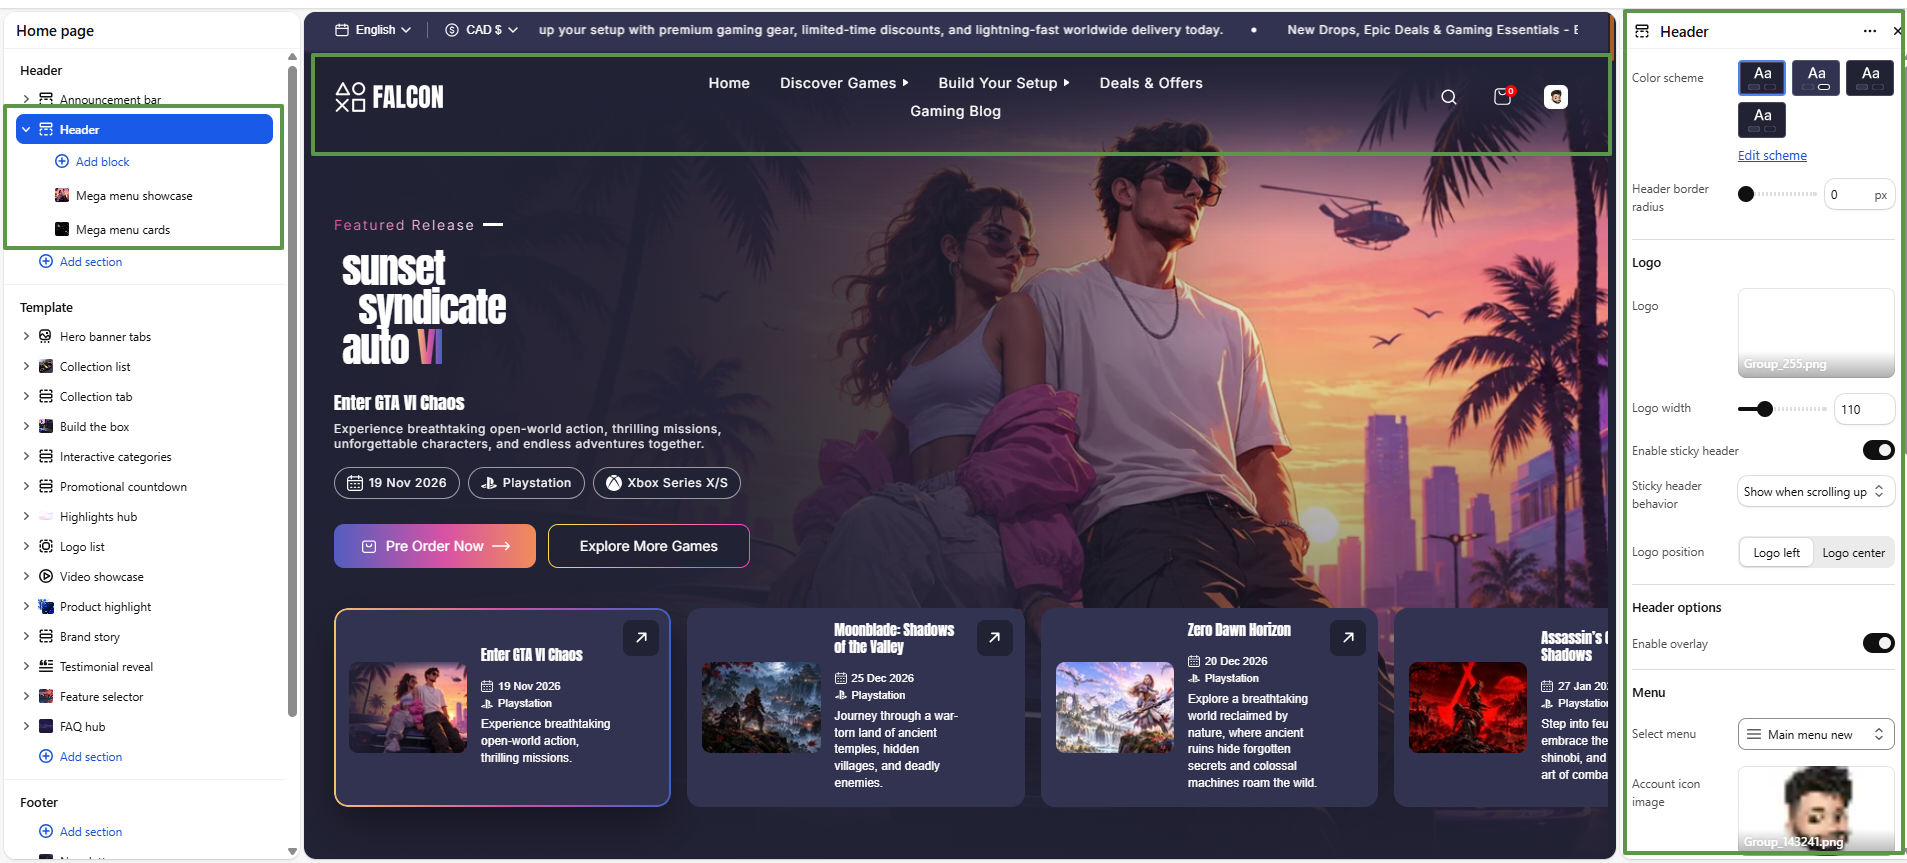 Home page
Header
Announcement bar
Header
Add block
Mega menu showcase
Mega menu cards
Add section
Template
Hero banner tabs
Collection list
Collection tab
Build the box
Interactive categories
Promotional countdown
Highlights hub
Logo list
Video showcase
Product highlight
Brand story
Testimonial reveal
Feature selector
FAQ hub
Add section
Footer
Add section
English
CAD $
up your setup with premium gaming gear, limited-time discounts, and lightning-fast worldwide delivery today.
New Drops, Epic Deals & Gaming Essentials - E
FALCON
Home
Discover Games
Build Your Setup
Deals & Offers
Gaming Blog
0
Featured Release
sunset
syndicate
auto VI
Enter GTA VI Chaos
Experience breathtaking open-world action, thrilling missions,
unforgettable characters, and endless adventures together.
19 Nov 2026
Playstation
Xbox Series X/S
Pre Order Now
Explore More Games
Enter GTA VI Chaos
19 Nov 2026
Playstation
Experience breathtaking
open-world action,
thrilling missions.
Moonblade: Shadows
of the Valley
25 Dec 2026
Playstation
Journey through a war-
torn land of ancient
temples, hidden
villages, and deadly
enemies.
Zero Dawn Horizon
20 Dec 2026
Playstation
Explore a breathtaking
world reclaimed by
nature, where ancient
ruins hide forgotten
secrets and colossal
machines roam the wild.
Assassin's
Shadows
27 Jan 20
Playstation
Step into feu
embrace the
shinobi, and
art of comba
Header
Color scheme
Aa
Aa
Aa
Aa
Edit scheme
Header border
radius
0
px
Logo
Logo
Group_255.png
Logo width
110
Enable sticky header
Sticky header
behavior
Show when scrolling up
Logo position
Logo left
Logo center
Header options
Enable overlay
Menu
Select menu
Main menu new
Account icon
image
Group_143241.png